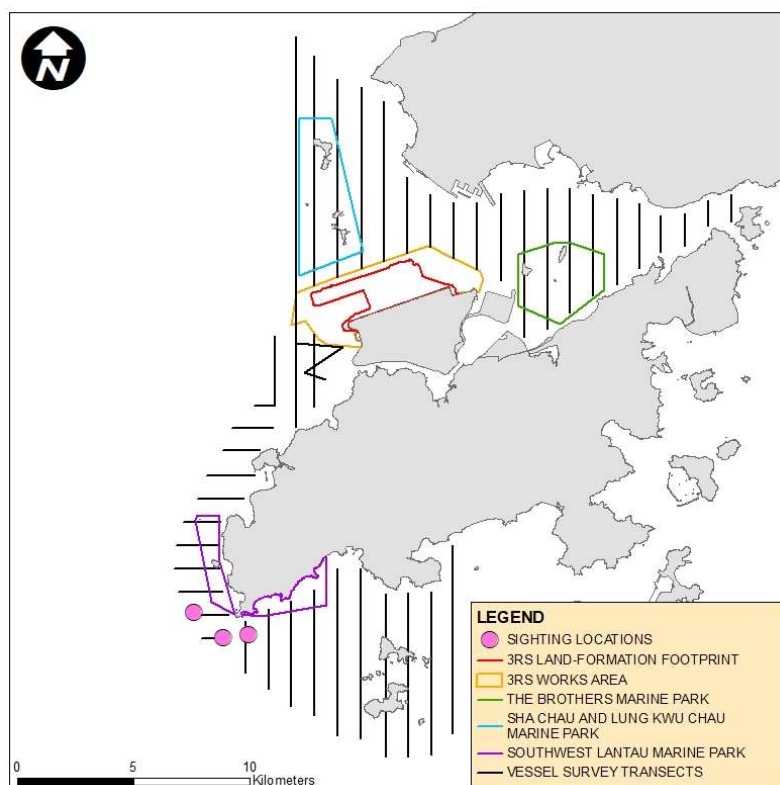 N
LEGEND
SIGHTING LOCATIONS
3RS LAND-FORMATION FOOTPRINT
3RS WORKS AREA
THE BROTHERS MARINE PARK
SHA CHAU AND LUNG KWU CHAU
MARINE PARK
SOUTHWEST LANTAU MARINE PARK
VESSEL SURVEY TRANSECTS
0 5 10
Kilometers